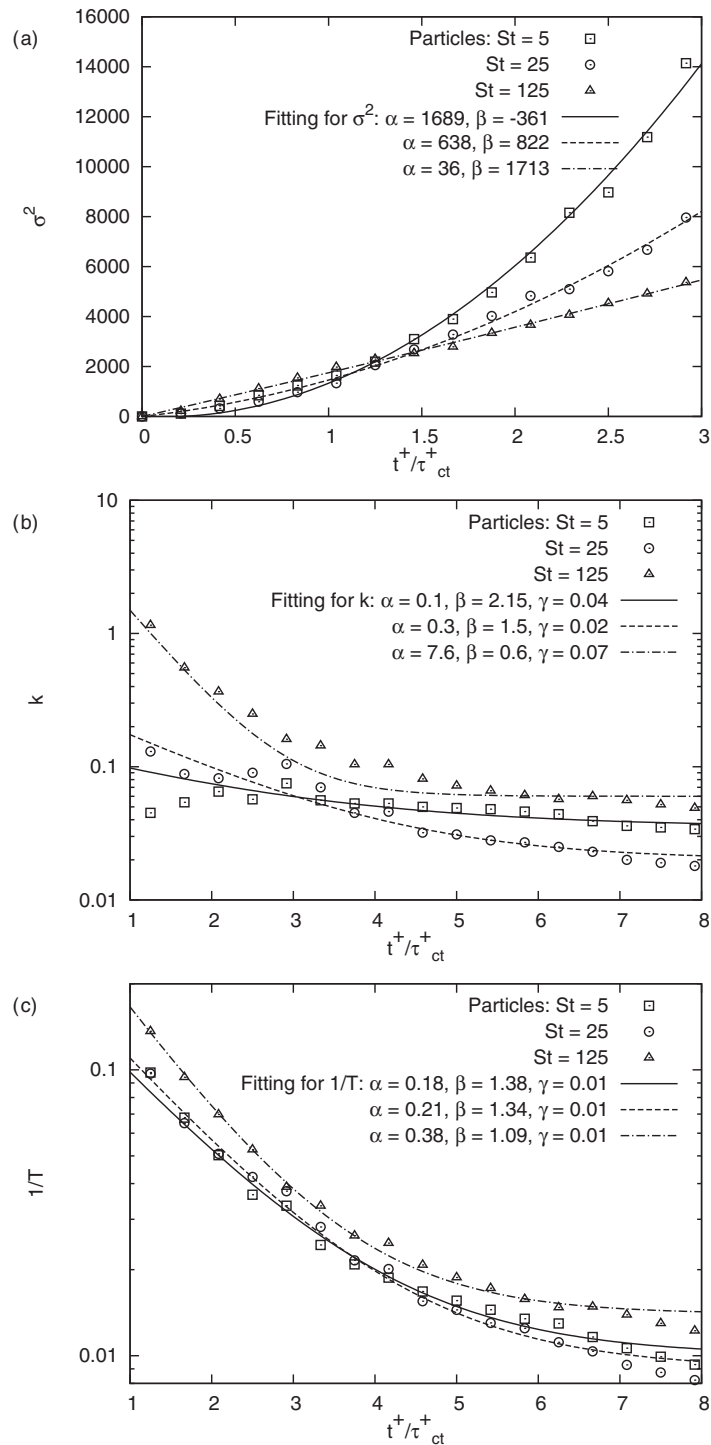 (a)
16000
14000
12000
10000
8000
6000
4000
2000
0
σ²
Particles: St = 5
St = 25
St = 125
Fitting for σ²: α = 1689, β = -361
α = 638, β = 822
α = 36, β = 1713
0 0.5 1 1.5 2 2.5 3
t⁺/τ⁺ct
(b)
10
1
0.1
0.01
k
Particles: St = 5
St = 25
St = 125
Fitting for k: α = 0.1, β = 2.15, γ = 0.04
α = 0.3, β = 1.5, γ = 0.02
α = 7.6, β = 0.6, γ = 0.07
1 2 3 4 5 6 7 8
t⁺/τ⁺ct
(c)
0.1
0.01
1/T
Particles: St = 5
St = 25
St = 125
Fitting for 1/T: α = 0.18, β = 1.38, γ = 0.01
α = 0.21, β = 1.34, γ = 0.01
α = 0.38, β = 1.09, γ = 0.01
1 2 3 4 5 6 7 8
t⁺/τ⁺ct